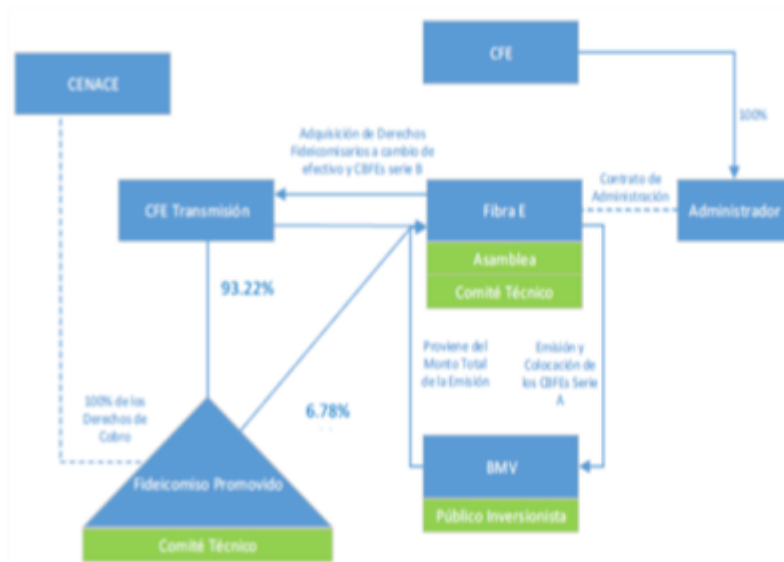 CFE
CENACE
100%
Adquisición de Derechos
Fideicomisarios a cambio de
efectivo y CBFEs serie B
Contrato de
Administración
CFE Transmisión
Fibra E
Administrador
Asamblea
Comité Técnico
93.22%
Proviene del
Monto Total
de la Emisión
Emisión y
Colocación de
los CBFEs Serie
A
100% de los
Derechos de
Cobro
6.78%
BMV
Fideicomiso Promovido
Público Inversionista
Comité Técnico